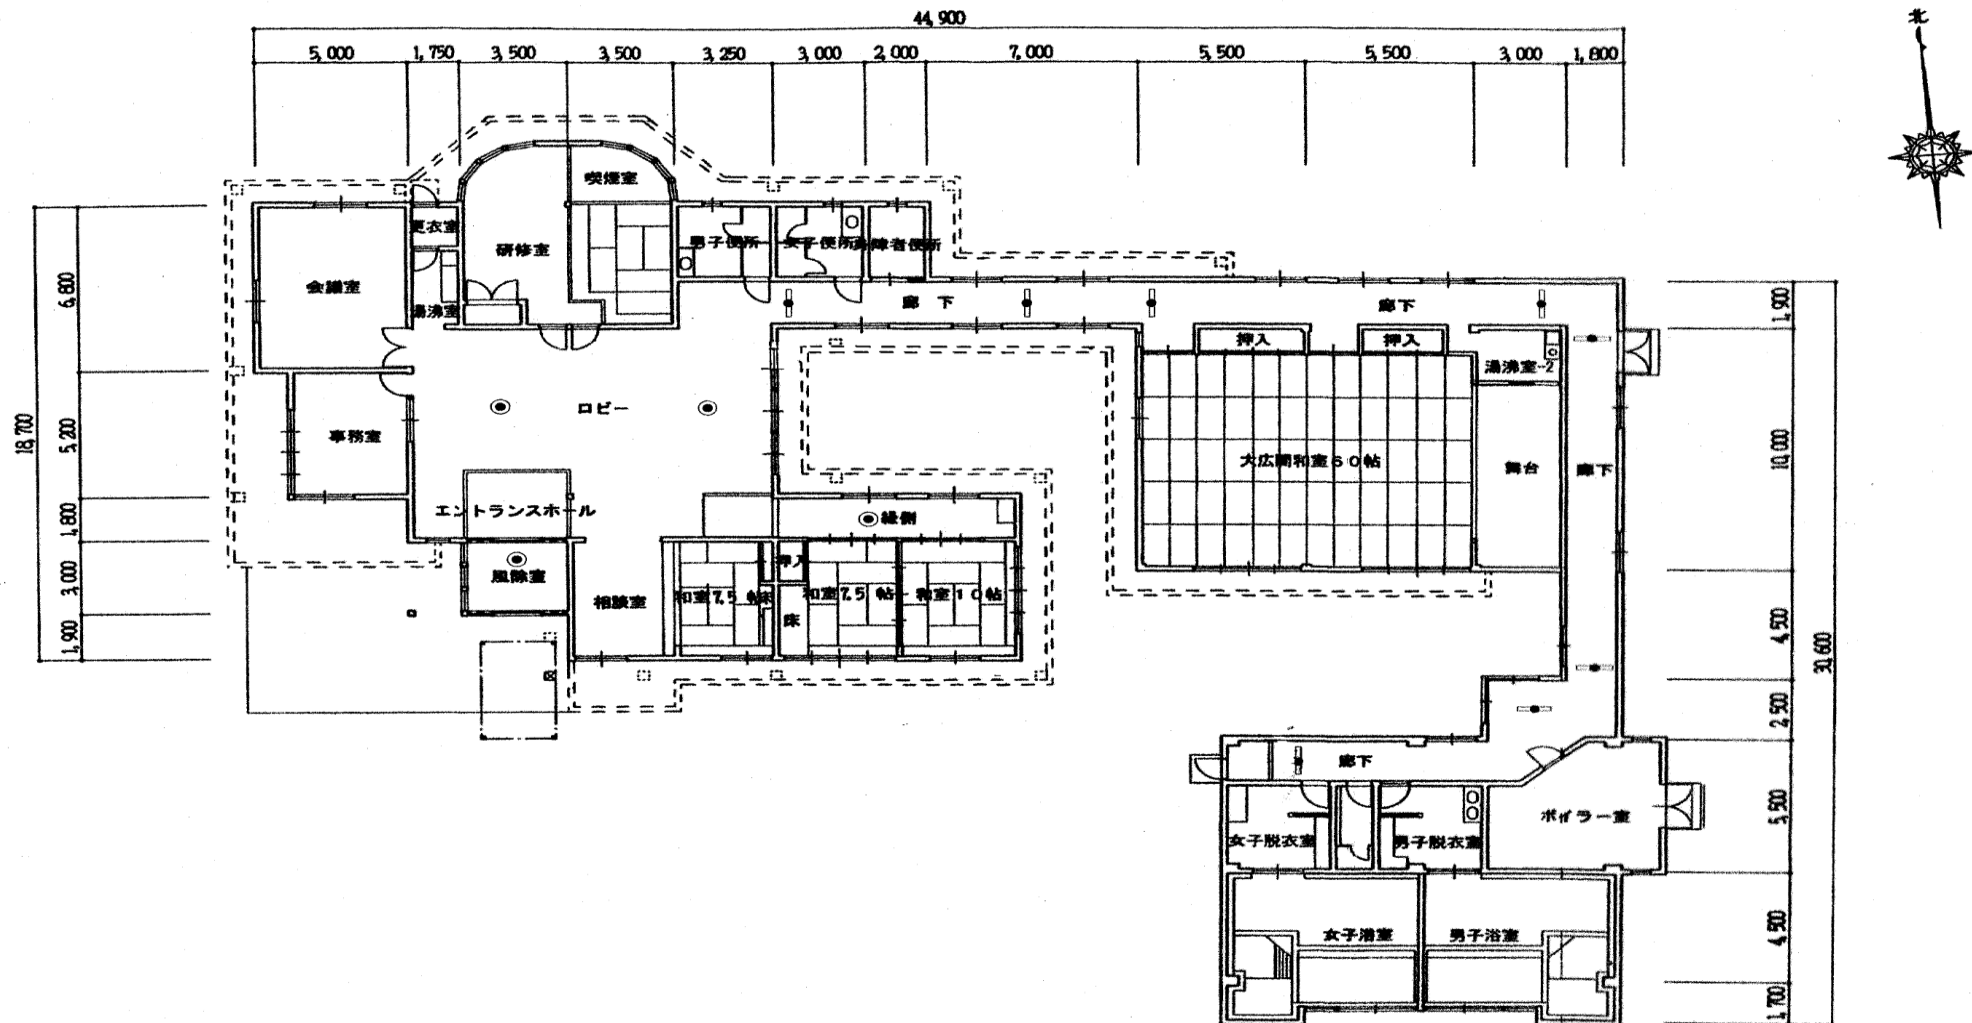 44,900
北
5,000 1,750 3,500 3,500 3,250 3,000 2,000 7,000 5,500 5,500 3,000 1,800
喫煙室
更衣室
研修室
男子便所
女子便所
障者便所
会議室
湯沸室
廊下
廊下
押入
押入
湯沸室-2
ロビー
事務室
大広間和室60帖
舞台
廊下
エントランスホール
縁側
押入
風除室
相談室
和室7.5帖
床
和室7.5帖
和室10帖
床
廊下
ボイラー室
女子脱衣室
男子脱衣室
女子浴室
男子浴室
18,700
6,800
5,200
1,800
3,000
1,900
1,900
10,000
4,500
2,500
5,500
4,500
1,700
30,600